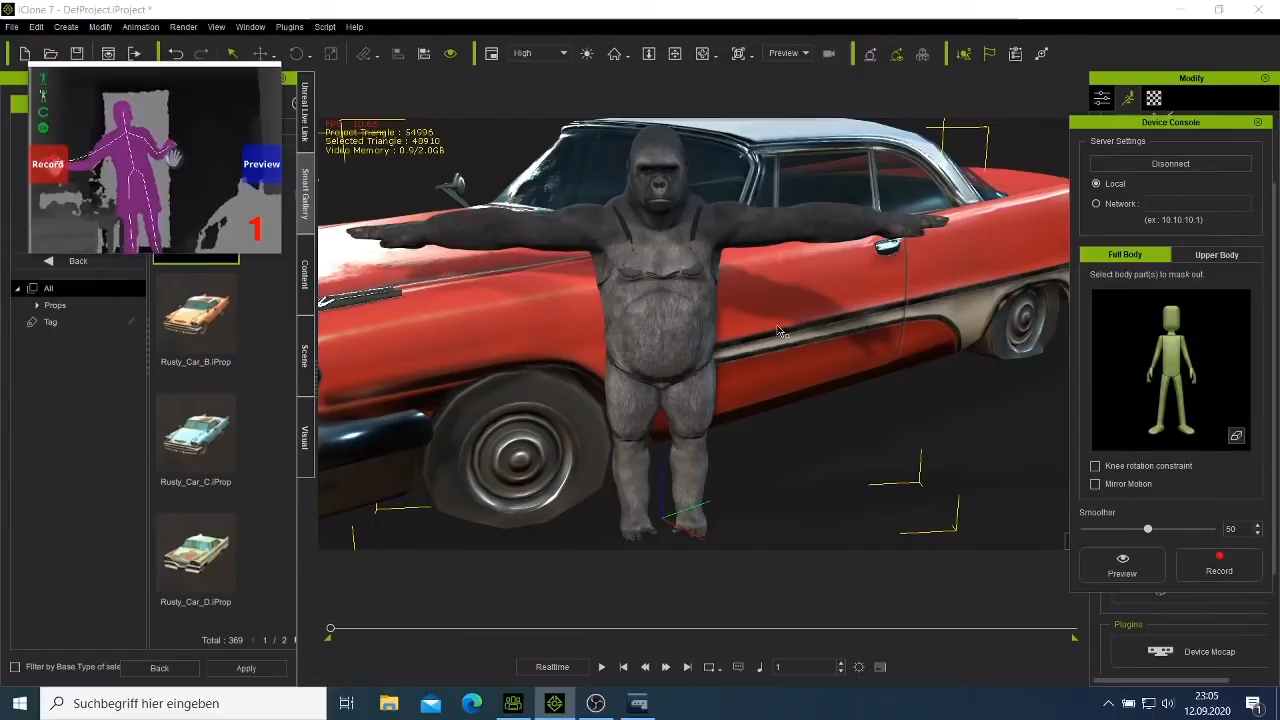 iClone 7 - DefProject.iProject *
File Edit Create Modify Animation Render View Window Plugins Script Help
High
Preview
Record
Preview
1
Back
All
Props
Tag
Rusty_Car_B.iProp
Rusty_Car_C.iProp
Rusty_Car_D.iProp
Total : 369 1 / 2
Filter by Base Type of sele
Back
Apply
Unreal Live Link
Smart Gallery
Content
Scene
Visual
Project Triangle : 54996
Selected Triangle : 48910
Video Memory : 0.9/2.0GB
Realtime
1
Modify
Device Console
Server Settings
Disconnect
Local
Network :
(ex : 10.10.10.1)
Full Body
Upper Body
Select body part(s) to mask out.
Knee rotation constraint
Mirror Motion
Smoother
50
Preview
Record
Plugins
Device Mocap
Suchbegriff hier eingeben
23:05
12.09.2020